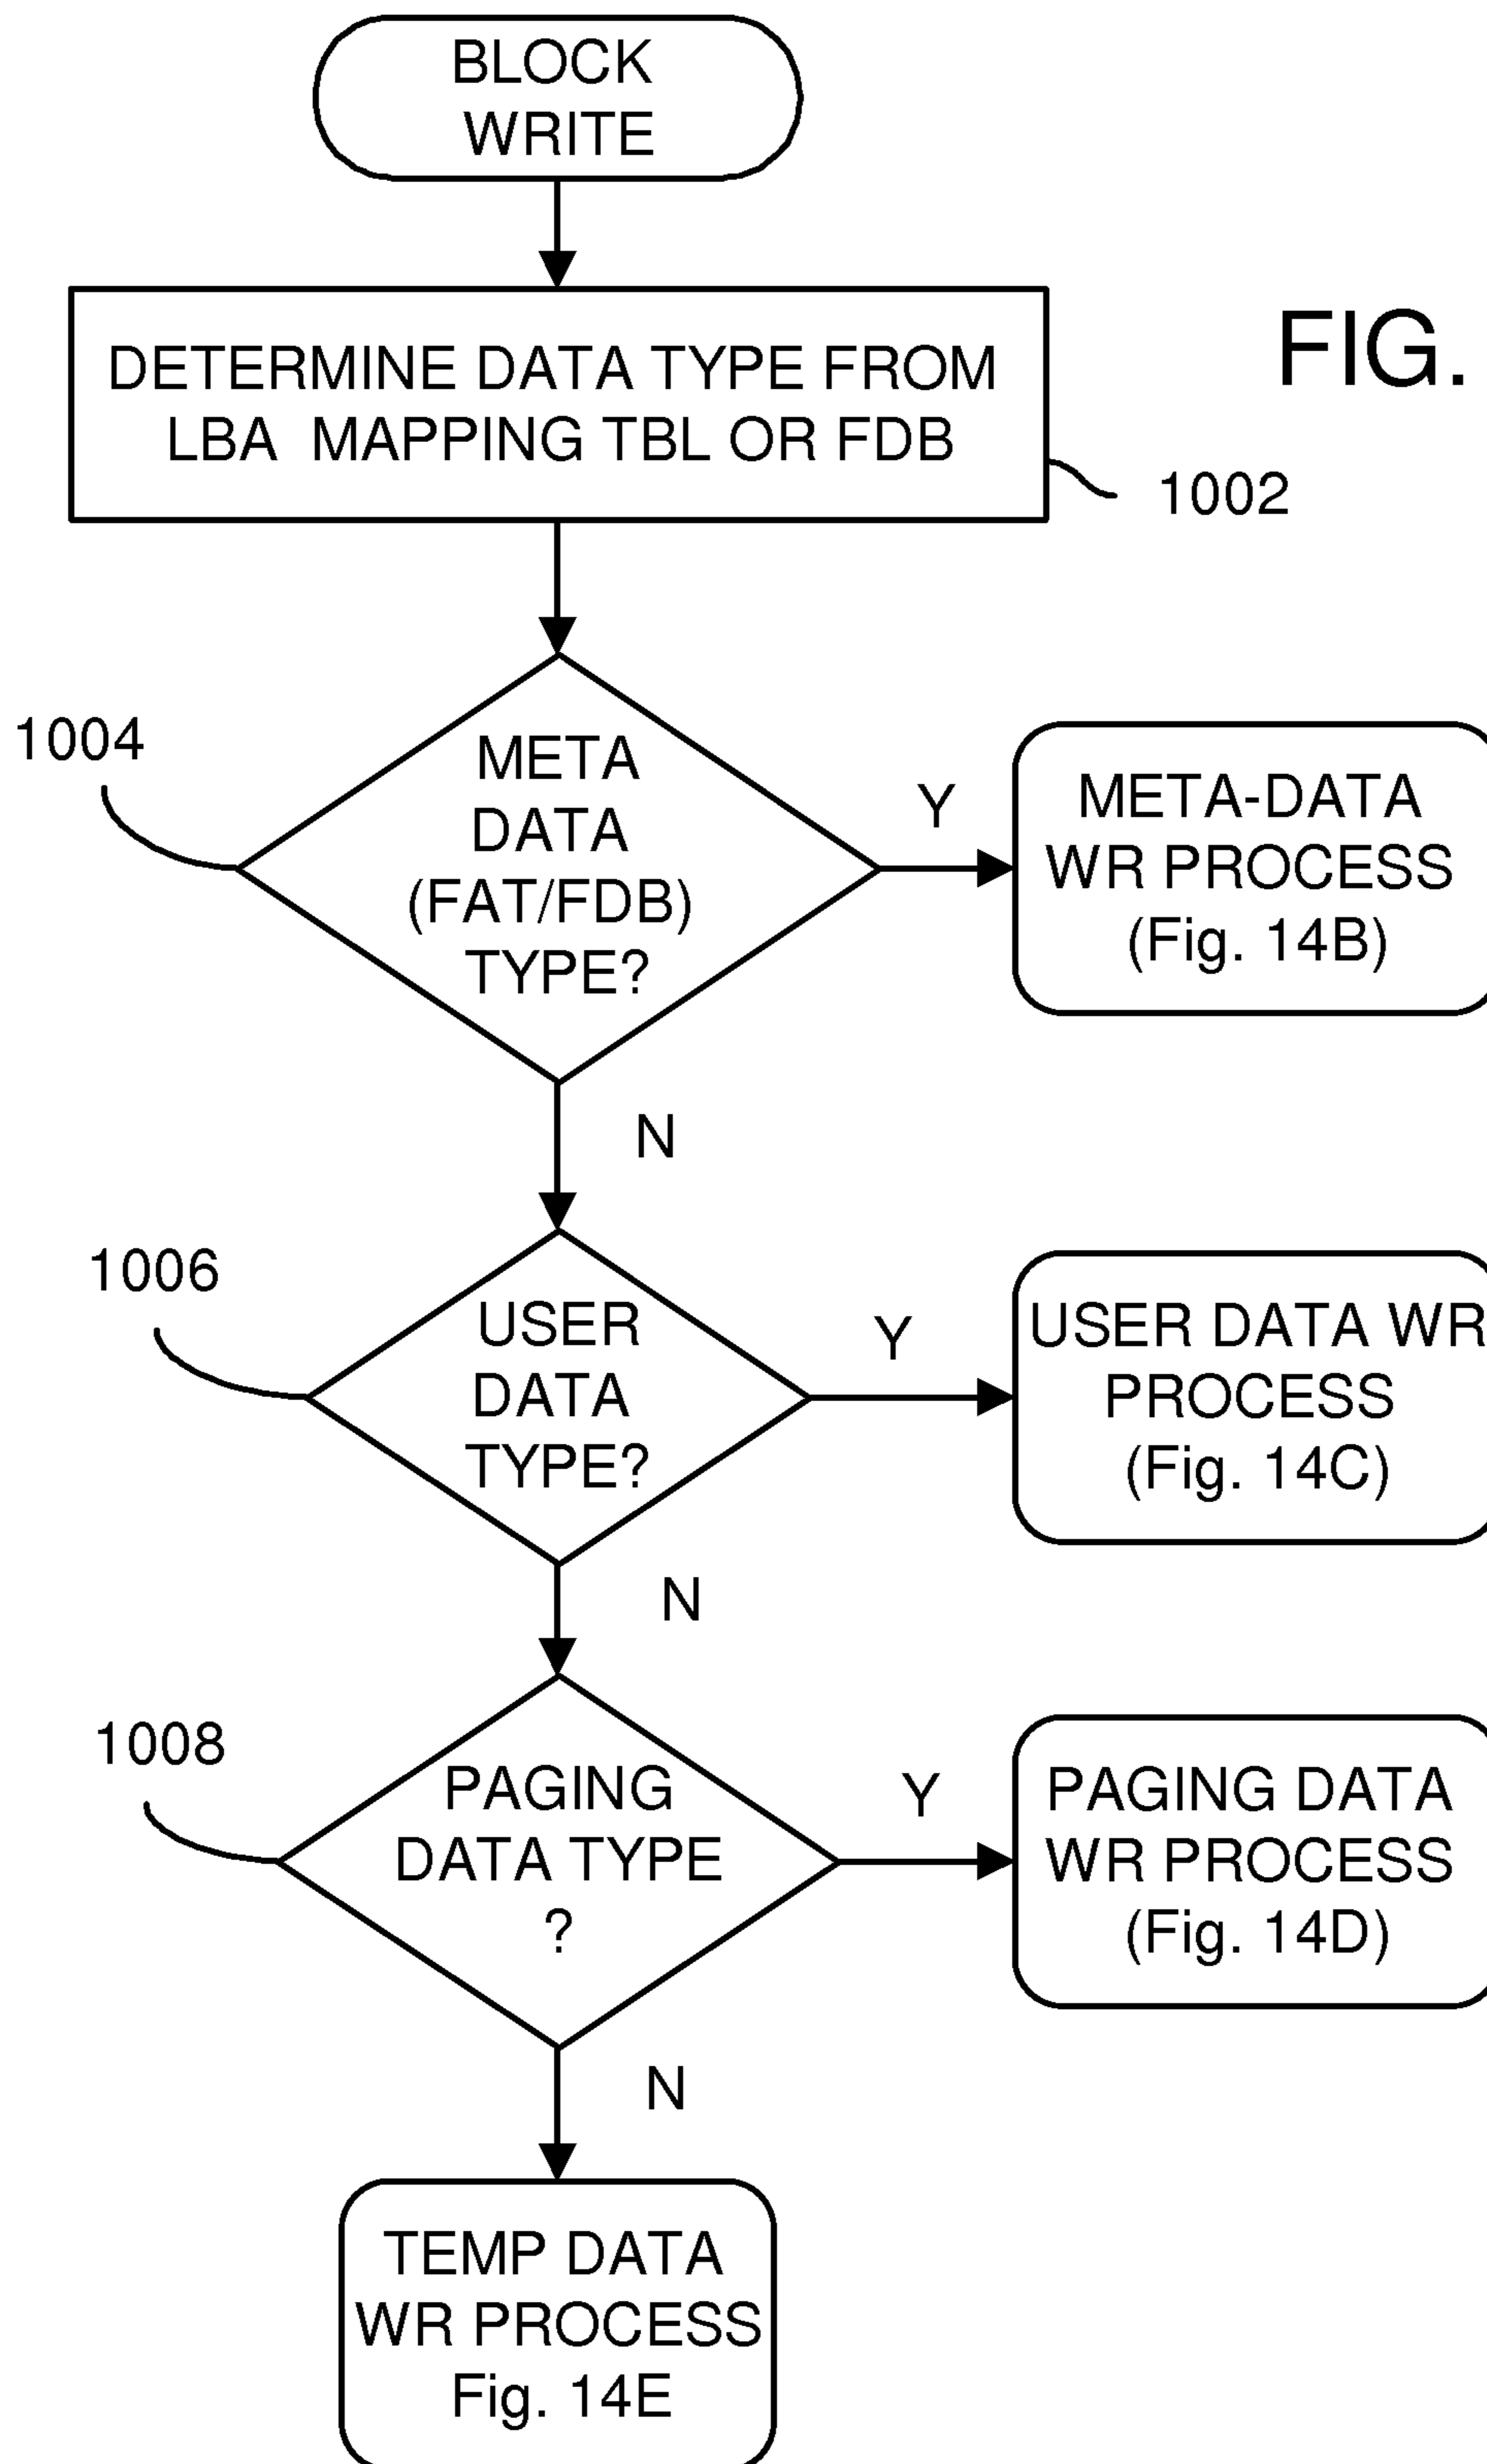 BLOCK
WRITE
DETERMINE DATA TYPE FROM
LBA MAPPING TBL OR FDB
FIG.
1002
1004
META
DATA
(FAT/FDB)
TYPE?
Y
META-DATA
WR PROCESS
(Fig. 14B)
N
1006
USER
DATA
TYPE?
Y
USER DATA WR
PROCESS
(Fig. 14C)
N
1008
PAGING
DATA TYPE
?
Y
PAGING DATA
WR PROCESS
(Fig. 14D)
N
TEMP DATA
WR PROCESS
Fig. 14E